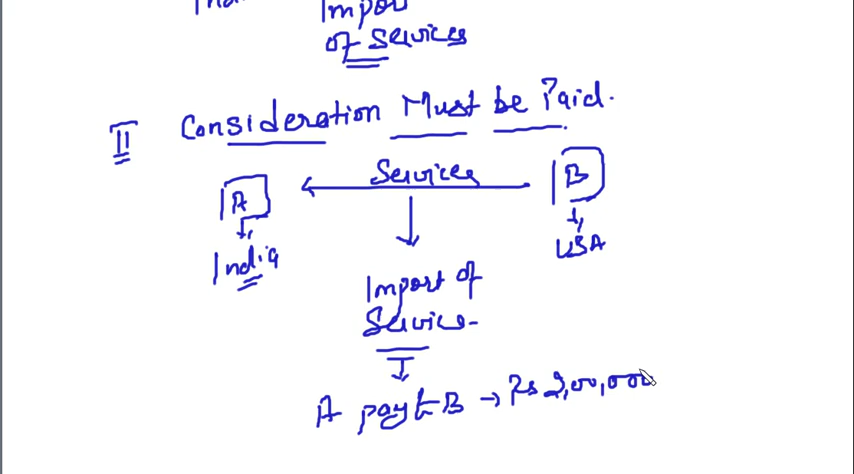 Import
of Services
II Consideration Must be Paid.
Services
A B
India USA
Import of
Service-
A pay to B → Rs 2,00,000